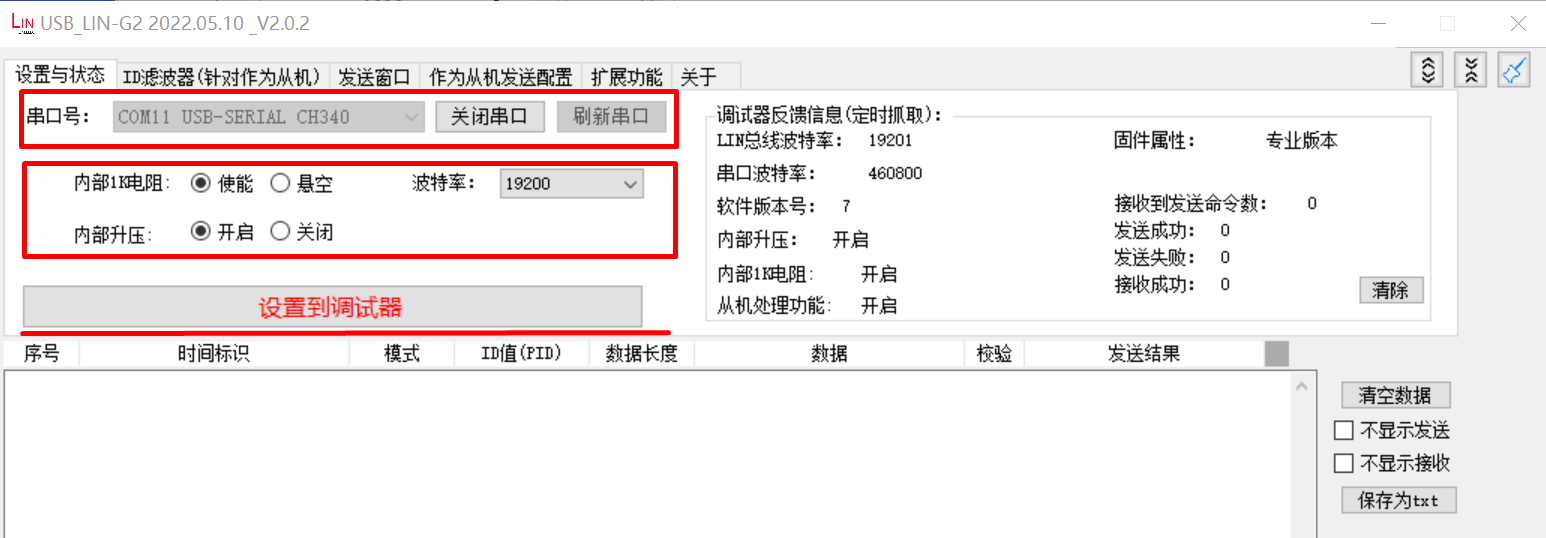 LIN USB_LIN-G2 2022.05.10 _V2.0.2
设置与状态 ID滤波器(针对作为从机) 发送窗口 作为从机发送配置 扩展功能 关于
串口号: COM11 USB-SERIAL CH340 关闭串口 刷新串口
内部1K电阻: 使能 悬空 波特率: 19200
内部升压: 开启 关闭
设置到调试器
调试器反馈信息(定时抓取):
LIN总线波特率: 19201 固件属性: 专业版本
串口波特率: 460800
软件版本号: 7 接收到发送命令数: 0
内部升压: 开启 发送成功: 0
发送失败: 0
内部1K电阻: 开启 接收成功: 0
从机处理功能: 开启 清除
序号 时间标识 模式 ID值(PID) 数据长度 数据 校验 发送结果
清空数据
不显示发送
不显示接收
保存为txt